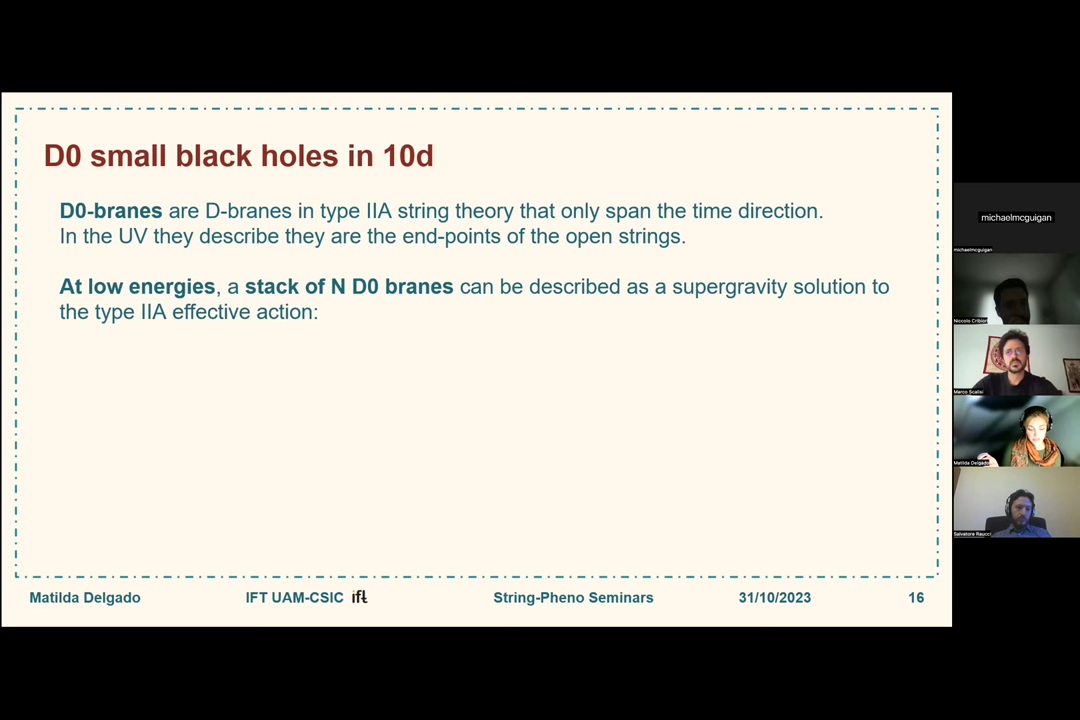 D0 small black holes in 10d
D0-branes are D-branes in type IIA string theory that only span the time direction.
In the UV they describe they are the end-points of the open strings.
At low energies, a stack of N D0 branes can be described as a supergravity solution to
the type IIA effective action:
Matilda Delgado IFT UAM-CSIC ift String-Pheno Seminars 31/10/2023 16
michaelmcguigan
michaelmcguigan
Niccolò Cribiori
Marco Scalisi
Matilda Delgado
Salvatore Raucci